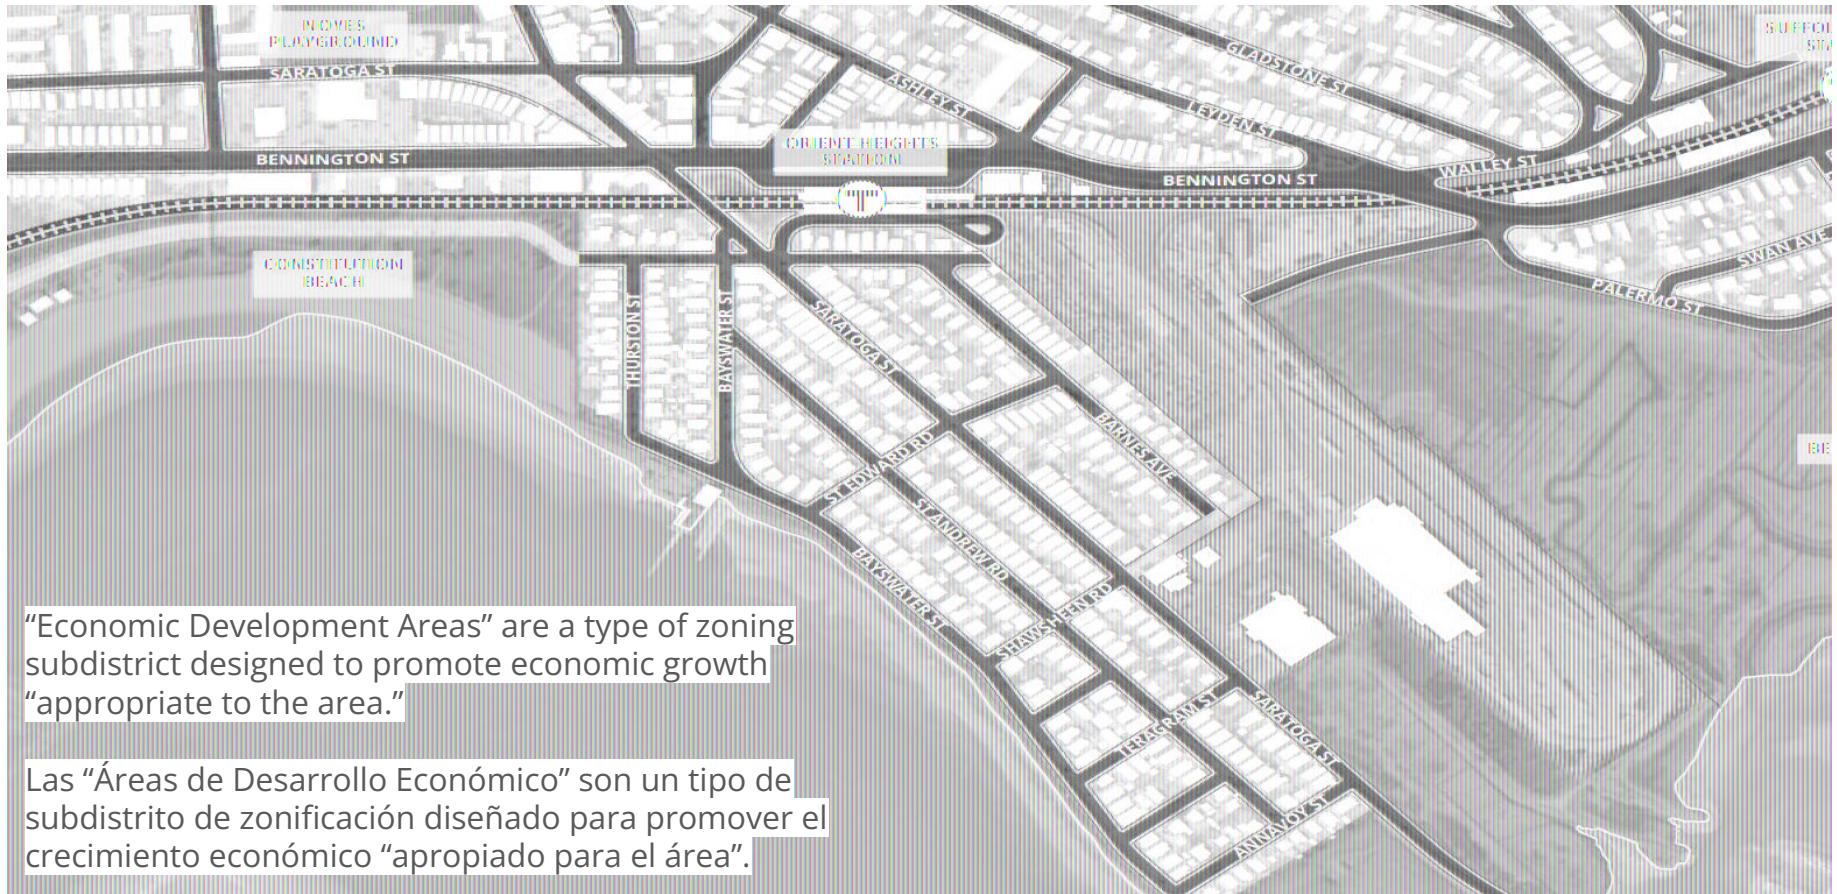 NOYES
PLAYGROUND
SARATOGA ST
ASHLEY ST
GLADSTONE ST
LEYDEN ST
BENNINGTON ST
ORIENT HEIGHTS
STATION
T
BENNINGTON ST
WALLEY ST
SWAN AVE
PALERMO ST
CONSTITUTION
BEACH
THURSTON ST
BAYSWATER ST
SARATOGA ST
BARNES AVE
ST EDWARD RD
ST ANDREW RD
BAYSWATER ST
SHAWSHEEN RD
TERAGRAM ST
SARATOGA ST
ANNAVOY ST
“Economic Development Areas” are a type of zoning
subdistrict designed to promote economic growth
“appropriate to the area.”
Las “Áreas de Desarrollo Económico” son un tipo de
subdistrito de zonificación diseñado para promover el
crecimiento económico “apropiado para el área”.